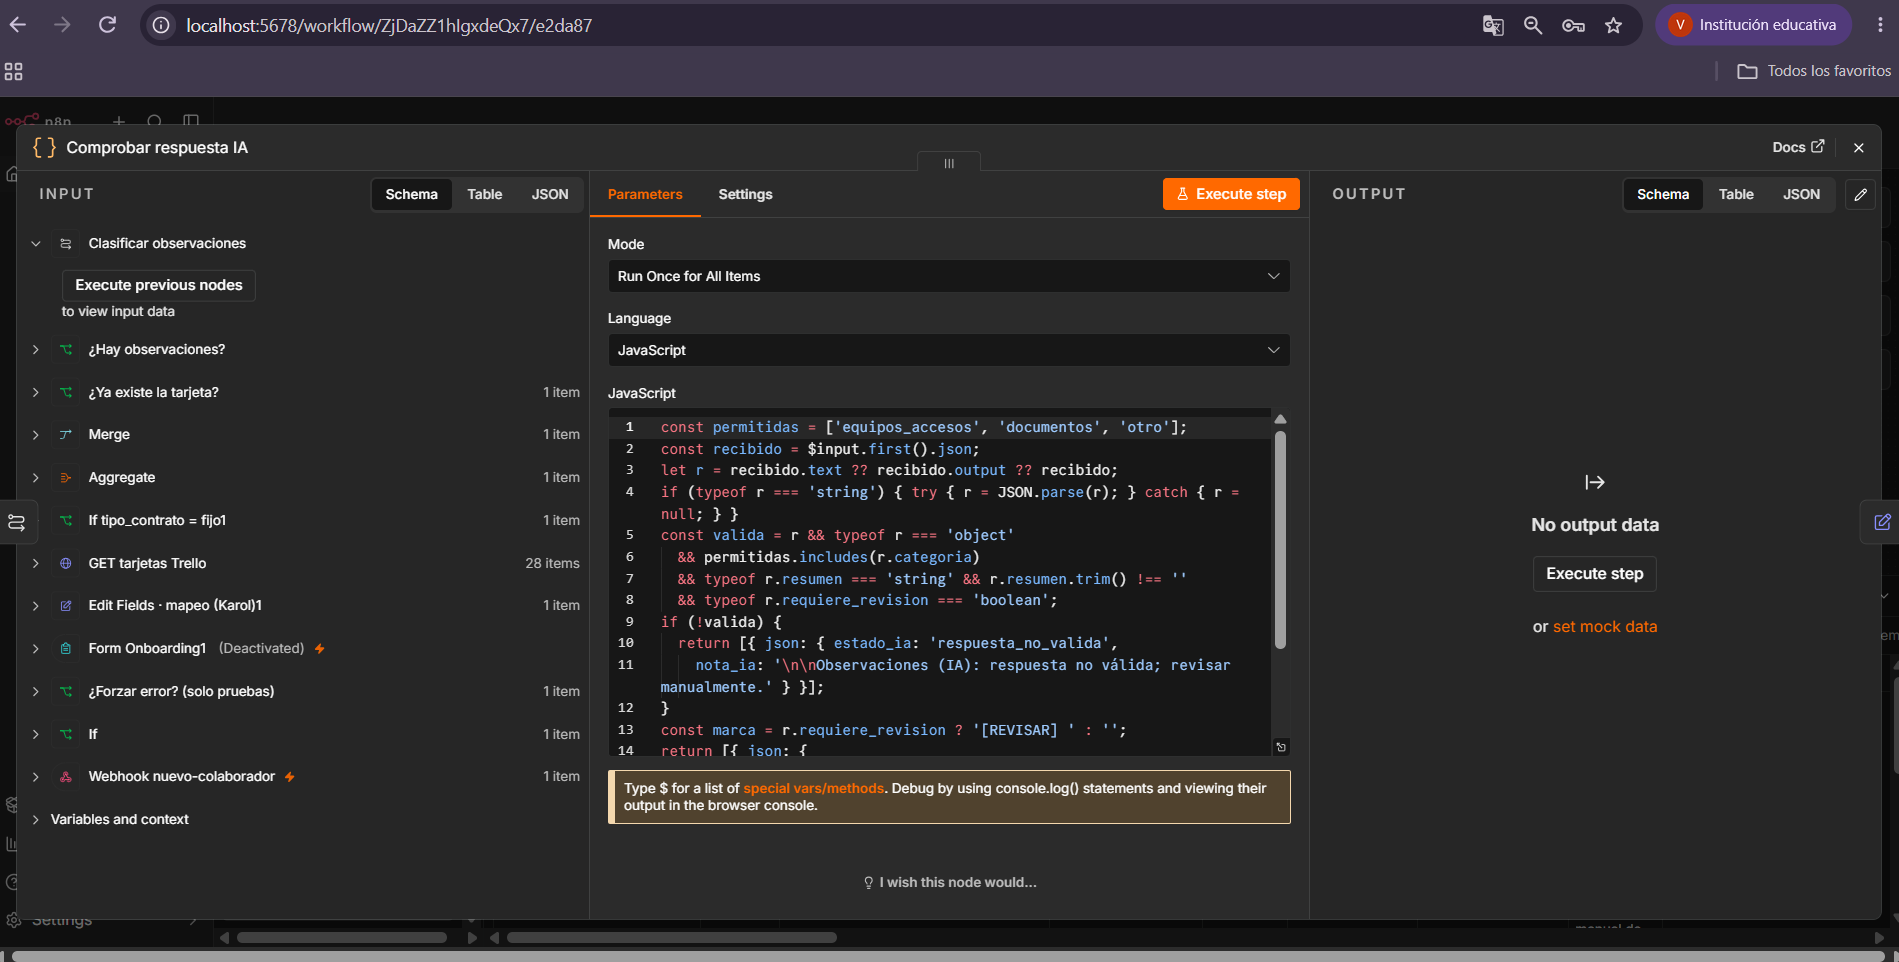 localhost:5678/workflow/ZjDaZZ1hIgxdeQx7/e2da87
V
Institución educativa
Todos los favoritos
n8n
Comprobar respuesta IA
Docs
INPUT
Schema
Table
JSON
Parameters
Settings
Execute step
OUTPUT
Schema
Table
JSON
Clasificar observaciones
Execute previous nodes
to view input data
¿Hay observaciones?
¿Ya existe la tarjeta?
1 item
Merge
1 item
Aggregate
1 item
If tipo_contrato = fijo1
1 item
GET tarjetas Trello
28 items
Edit Fields · mapeo (Karol)1
1 item
Form Onboarding1 (Deactivated)
¿Forzar error? (solo pruebas)
1 item
If
1 item
Webhook nuevo-colaborador
1 item
Variables and context
Settings
Mode
Run Once for All Items
Language
JavaScript
JavaScript
1 const permitidas = ['equipos_accesos', 'documentos', 'otro'];
2 const recibido = $input.first().json;
3 let r = recibido.text ?? recibido.output ?? recibido;
4 if (typeof r === 'string') { try { r = JSON.parse(r); } catch { r =
null; } }
5 const valida = r && typeof r === 'object'
6 && permitidas.includes(r.categoria)
7 && typeof r.resumen === 'string' && r.resumen.trim() !== ''
8 && typeof r.requiere_revision === 'boolean';
9 if (!valida) {
10 return [{ json: { estado_ia: 'respuesta_no_valida',
11 nota_ia: '\n\nObservaciones (IA): respuesta no válida; revisar
manualmente.' } }];
12 }
13 const marca = r.requiere_revision ? '[REVISAR] ' : '';
14 return [{ json: {
Type $ for a list of special vars/methods. Debug by using console.log() statements and viewing their
output in the browser console.
I wish this node would...
No output data
Execute step
or set mock data